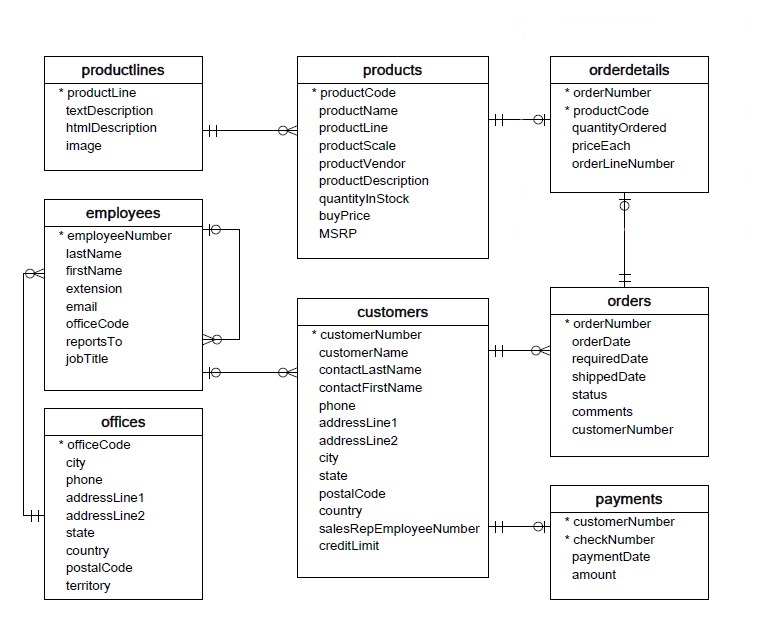 productlines
* productLine
textDescription
htmlDescription
image
products
* productCode
productName
productLine
productScale
productVendor
productDescription
quantityInStock
buyPrice
MSRP
orderdetails
* orderNumber
* productCode
quantityOrdered
priceEach
orderLineNumber
employees
* employeeNumber
lastName
firstName
extension
email
officeCode
reportsTo
jobTitle
customers
* customerNumber
customerName
contactLastName
contactFirstName
phone
addressLine1
addressLine2
city
state
postalCode
country
salesRepEmployeeNumber
creditLimit
orders
* orderNumber
orderDate
requiredDate
shippedDate
status
comments
customerNumber
offices
* officeCode
city
phone
addressLine1
addressLine2
state
country
postalCode
territory
payments
* customerNumber
* checkNumber
paymentDate
amount